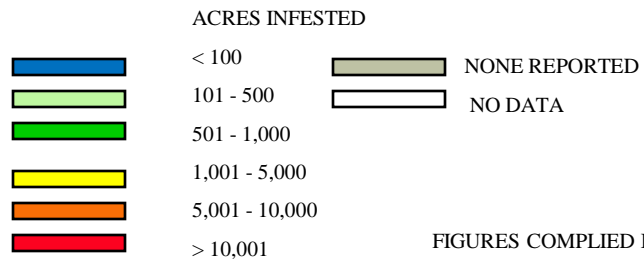 ACRES INFESTED
< 100
101 - 500
501 - 1,000
1,001 - 5,000
5,001 - 10,000
> 10,001
NONE REPORTED
NO DATA
FIGURES COMPLIED